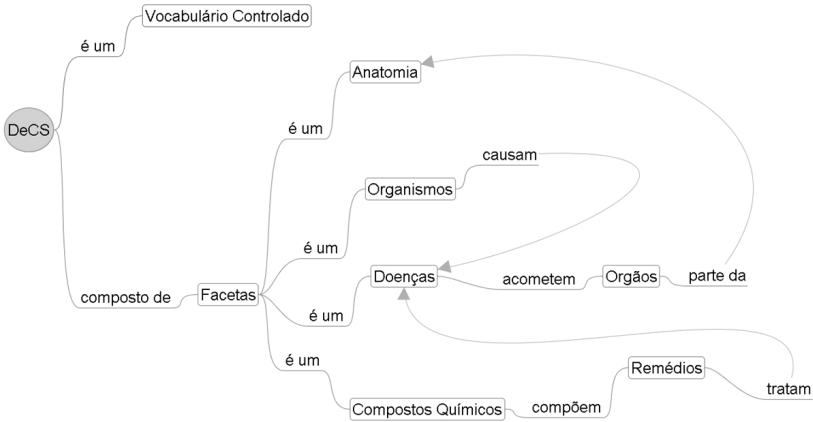 Vocabulário Controlado
é um
Anatomia
DeCS
é um
causam
Organismos
é um
Doenças
acometem
Orgãos
parte da
composto de
Facetas
é um
é um
Remédios
tratam
Compostos Químicos
compõem